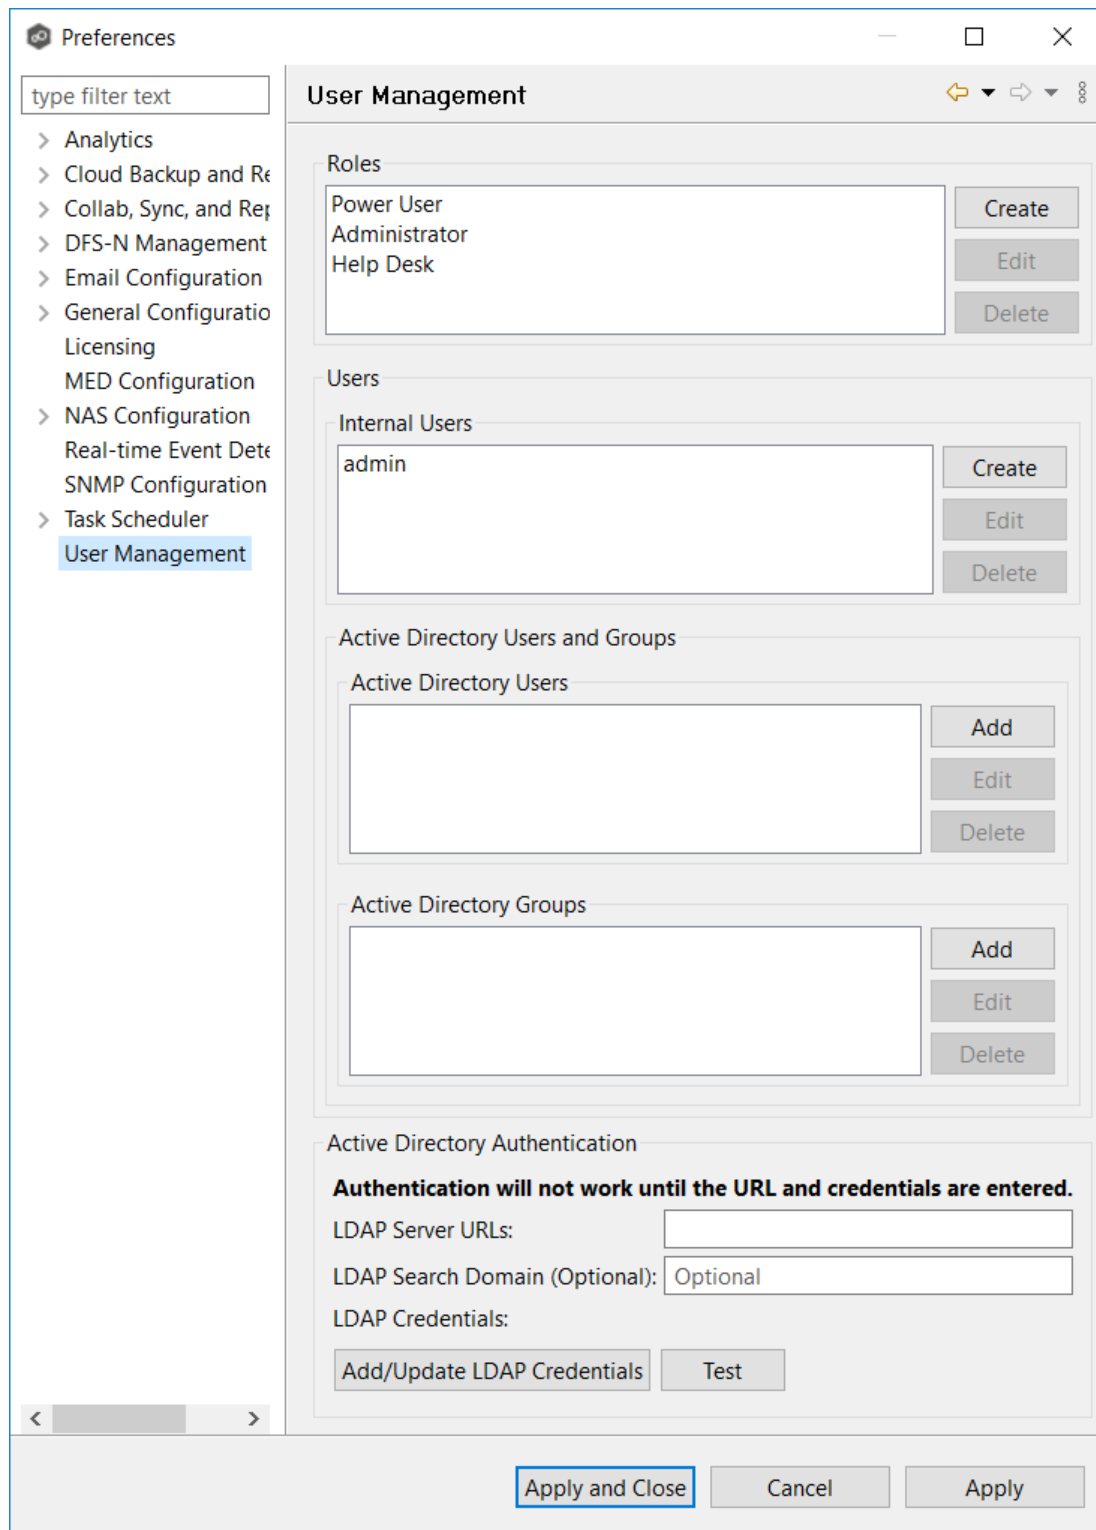 Preferences
type filter text
Analytics
Cloud Backup and Re
Collab, Sync, and Rep
DFS-N Management
Email Configuration
General Configuratio
Licensing
MED Configuration
NAS Configuration
Real-time Event Dete
SNMP Configuration
Task Scheduler
User Management
User Management
Roles
Power User
Administrator
Help Desk
Create
Edit
Delete
Users
Internal Users
admin
Create
Edit
Delete
Active Directory Users and Groups
Active Directory Users
Add
Edit
Delete
Active Directory Groups
Add
Edit
Delete
Active Directory Authentication
Authentication will not work until the URL and credentials are entered.
LDAP Server URLs:
LDAP Search Domain (Optional): Optional
LDAP Credentials:
Add/Update LDAP Credentials Test
Apply and Close Cancel Apply